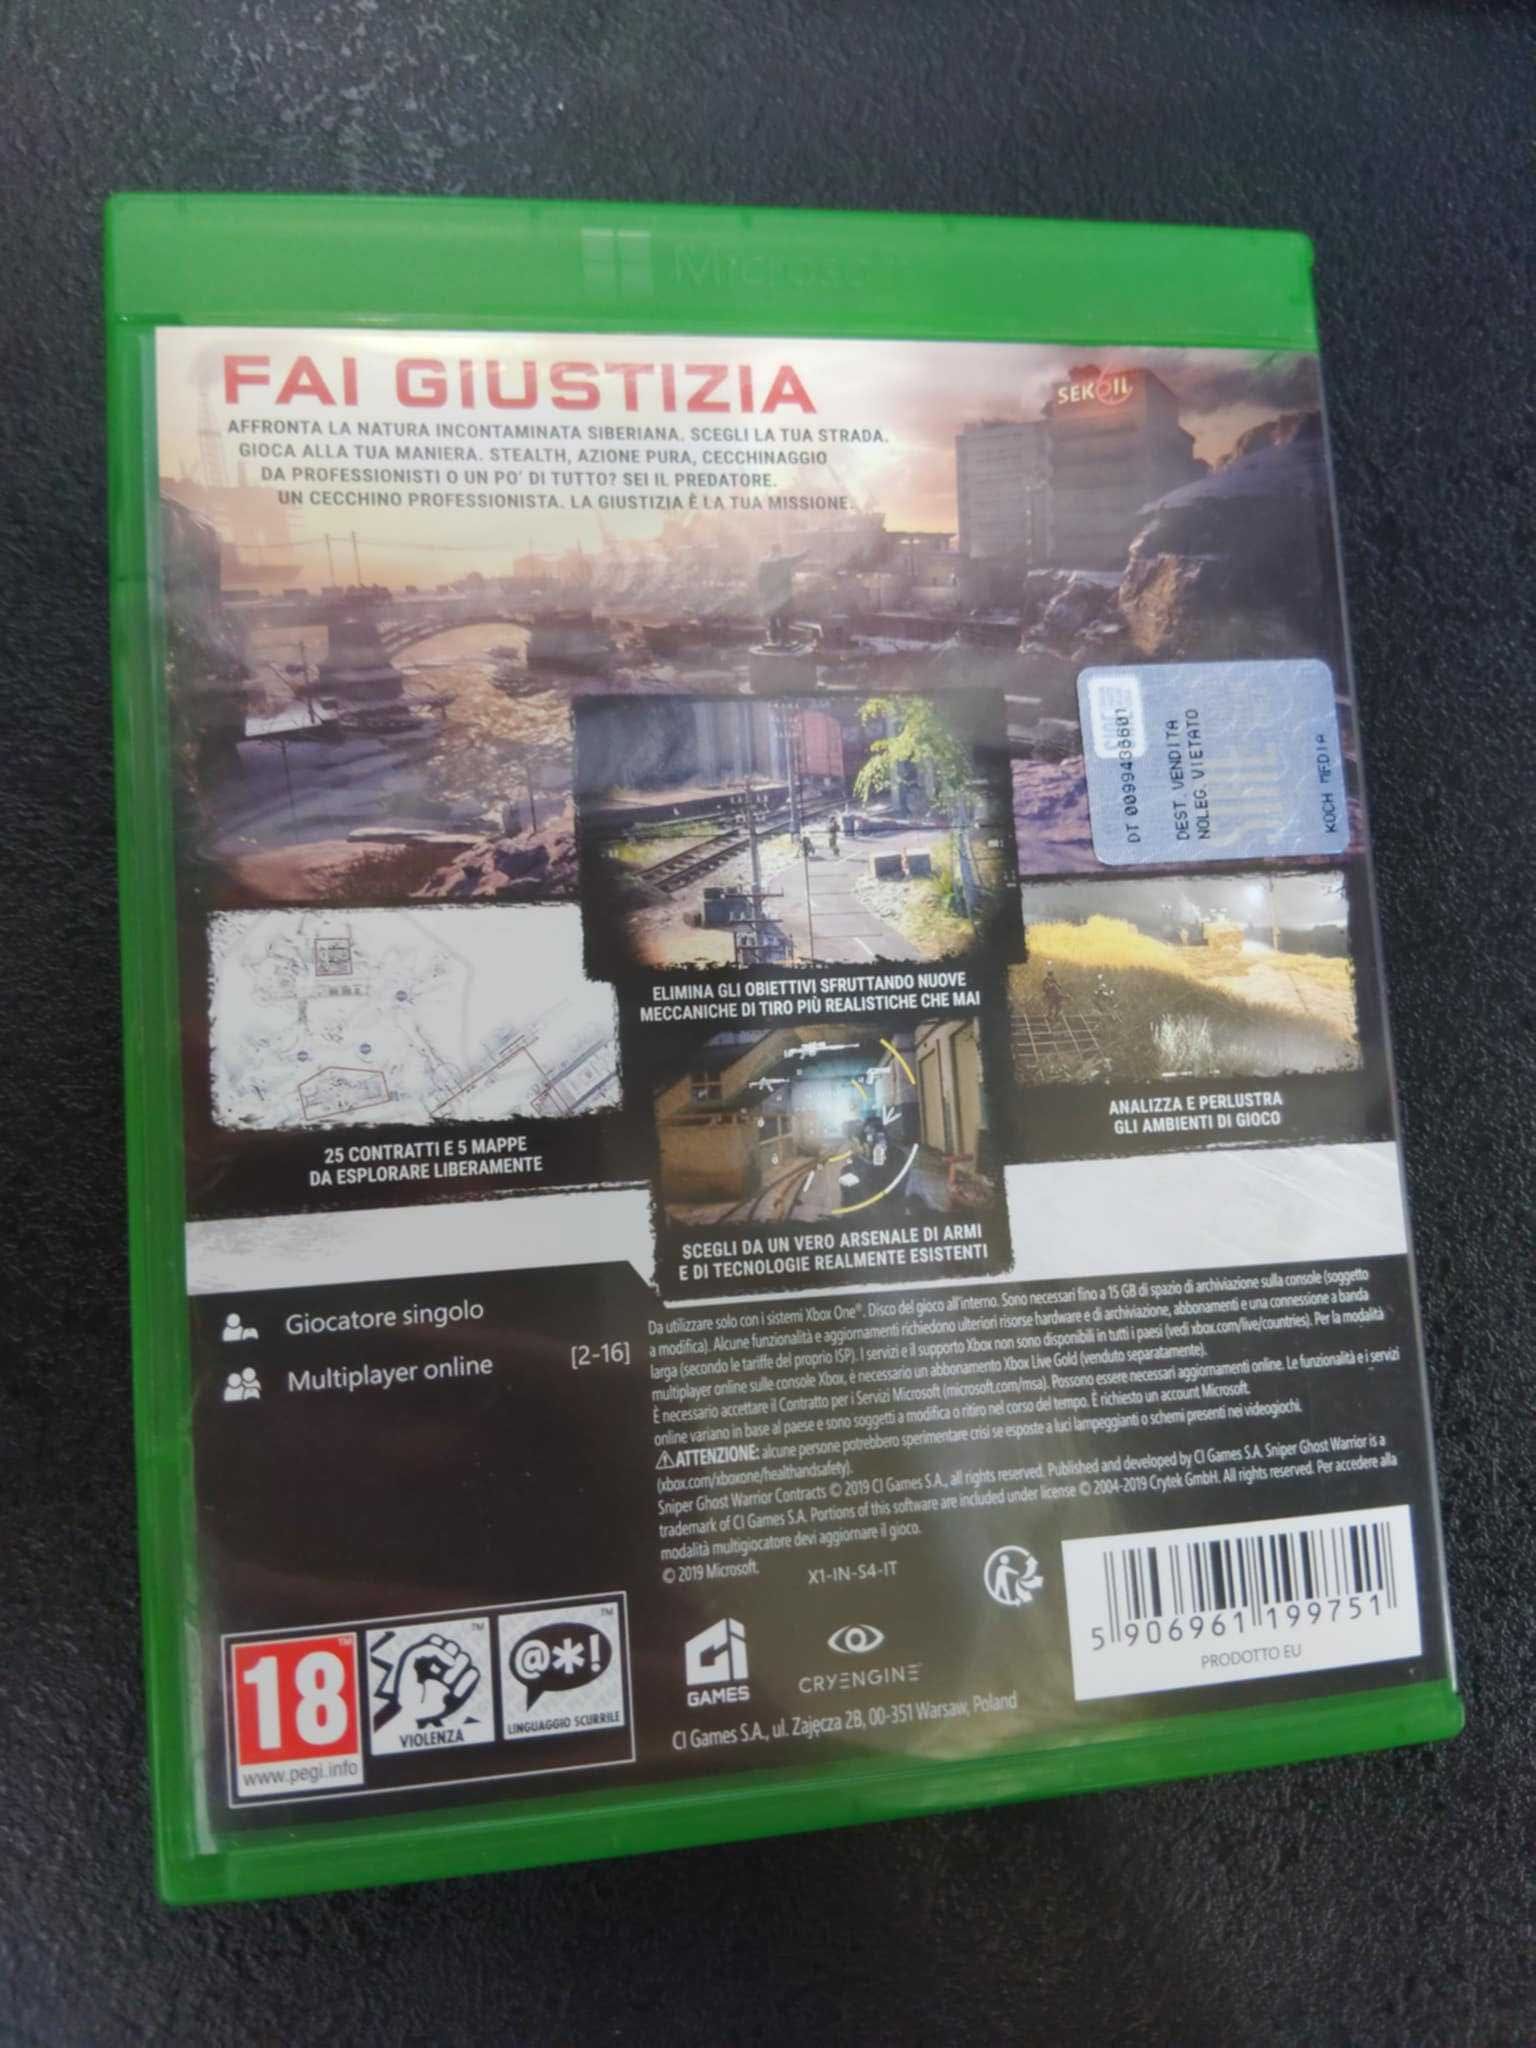 Microsoft
FAI GIUSTIZIA
AFFRONTA LA NATURA INCONTAMINATA SIBERIANA. SCEGLI LA TUA STRADA.
GIOCA ALLA TUA MANIERA. STEALTH, AZIONE PURA, CECCHINAGGIO
DA PROFESSIONISTI O UN PO' DI TUTTO? SEI IL PREDATORE.
UN CECCHINO PROFESSIONISTA. LA GIUSTIZIA È LA TUA MISSIONE.
SEKOIL
DT 0099436601
DEST. VENDITA
NOLEG. VIETATO
SIAE
KOCH MEDIA
ELIMINA GLI OBIETTIVI SFRUTTANDO NUOVE
MECCANICHE DI TIRO PIÙ REALISTICHE CHE MAI
25 CONTRATTI E 5 MAPPE
DA ESPLORARE LIBERAMENTE
ANALIZZA E PERLUSTRA
GLI AMBIENTI DI GIOCO
SCEGLI DA UN VERO ARSENALE DI ARMI
E DI TECNOLOGIE REALMENTE ESISTENTI
Giocatore singolo
Multiplayer online [2-16]
Da utilizzare solo con i sistemi Xbox One®. Disco del gioco all'interno. Sono necessari fino a 15 GB di spazio di archiviazione sulla console (soggetto
a modifica). Alcune funzionalità e aggiornamenti richiedono ulteriori risorse hardware e di archiviazione, abbonamenti e una connessione a banda
larga (secondo le tariffe del proprio ISP). I servizi e il supporto Xbox non sono disponibili in tutti i paesi (vedi xbox.com/live/countries). Per la modalità
multiplayer online sulle console Xbox, è necessario un abbonamento Xbox Live Gold (venduto separatamente).
È necessario accettare il Contratto per i Servizi Microsoft (microsoft.com/msa). Possono essere necessari aggiornamenti online. Le funzionalità e i servizi
online variano in base al paese e sono soggetti a modifica o ritiro nel corso del tempo. È richiesto un account Microsoft.
ATTENZIONE: alcune persone potrebbero sperimentare crisi se esposte a luci lampeggianti o schemi presenti nei videogiochi.
(xbox.com/xboxone/healthandsafety).
Sniper Ghost Warrior Contracts © 2019 CI Games S.A., all rights reserved. Published and developed by CI Games S.A. Sniper Ghost Warrior is a
trademark of CI Games S.A. Portions of this software are included under license © 2004-2019 Crytek GmbH. All rights reserved. Per accedere alla
modalità multigiocatore devi aggiornare il gioco.
© 2019 Microsoft.
X1-IN-S4-IT
5 906961 199751
PRODOTTO EU
18
www.pegi.info
VIOLENZA
@*!
LINGUAGGIO SCURRILE
CI
GAMES
CRYENGINE
CI Games S.A., ul. Zajęcza 2B, 00-351 Warsaw, Poland